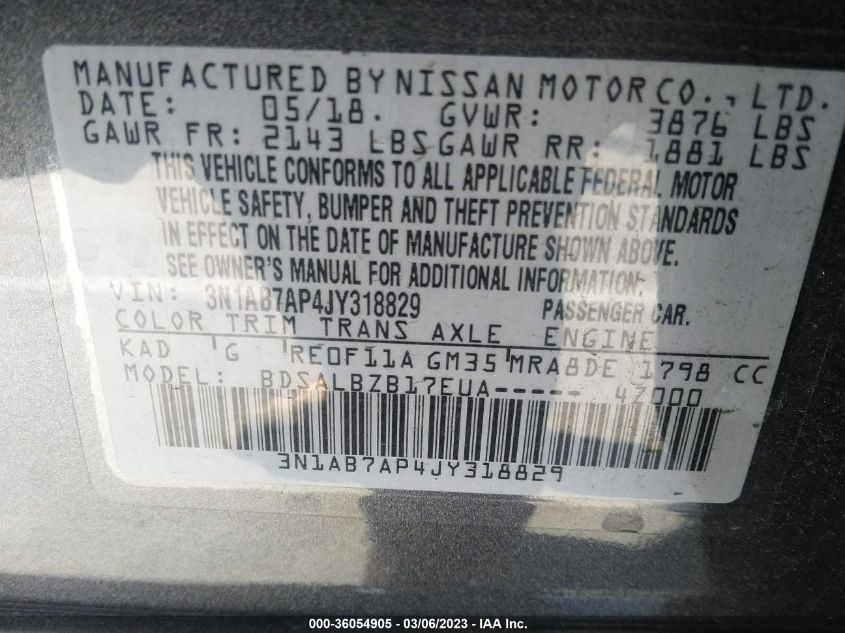 MANUFACTURED BY NISSAN MOTOR CO., LTD.
DATE: 05/18. GVWR: 3876 LBS
GAWR FR: 2143 LBS GAWR RR: 1881 LBS
THIS VEHICLE CONFORMS TO ALL APPLICABLE FEDERAL MOTOR
VEHICLE SAFETY, BUMPER AND THEFT PREVENTION STANDARDS
IN EFFECT ON THE DATE OF MANUFACTURE SHOWN ABOVE.
SEE OWNER'S MANUAL FOR ADDITIONAL INFORMATION.
VIN: 3N1AB7AP4JY318829 PASSENGER CAR.
COLOR TRIM TRANS AXLE ENGINE
KAD G RE0F11A GM35 MRA8DE 1798 CC
MODEL: BDSALBZB17EUA----- 47000
3N1AB7AP4JY318829
000-36054905 - 03/06/2023 - IAA Inc.